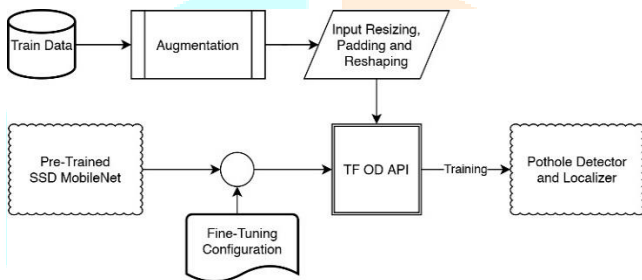 Train Data
Augmentation
Input Resizing,
Padding and
Reshaping
Pre-Trained
SSD MobileNet
TF OD API
Training
Pothole Detector
and Localizer
Fine-Tuning
Configuration